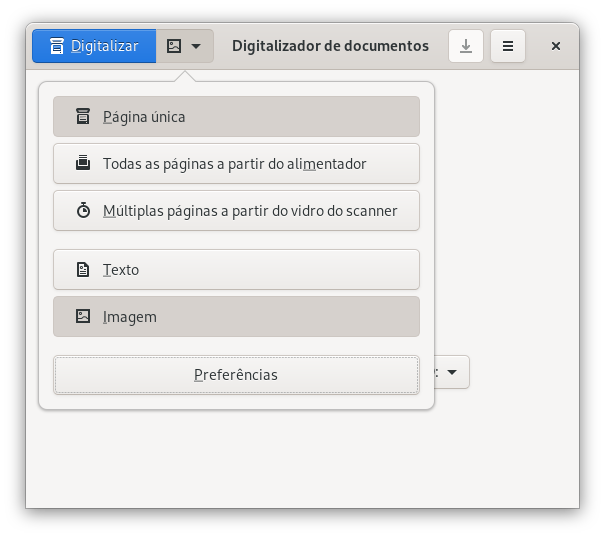 Digitalizar
Digitalizador de documentos
Página única
Todas as páginas a partir do alimentador
Múltiplas páginas a partir do vidro do scanner
Texto
Imagem
Preferências